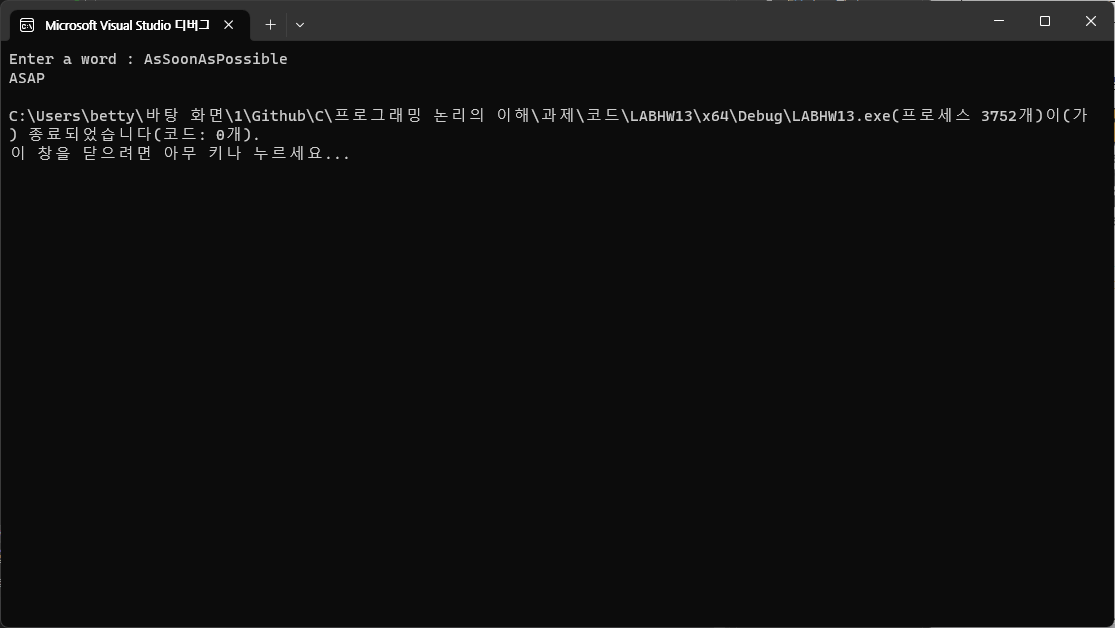 Microsoft Visual Studio 디버그
Enter a word : AsSoonAsPossible
ASAP
C:\Users\betty\바탕 화면\1\Github\C\프로그래밍 논리의 이해\과제\코드\LABHW13\x64\Debug\LABHW13.exe(프로세스 3752개)이(가
) 종료되었습니다(코드: 0개).
이 창을 닫으려면 아무 키나 누르세요...